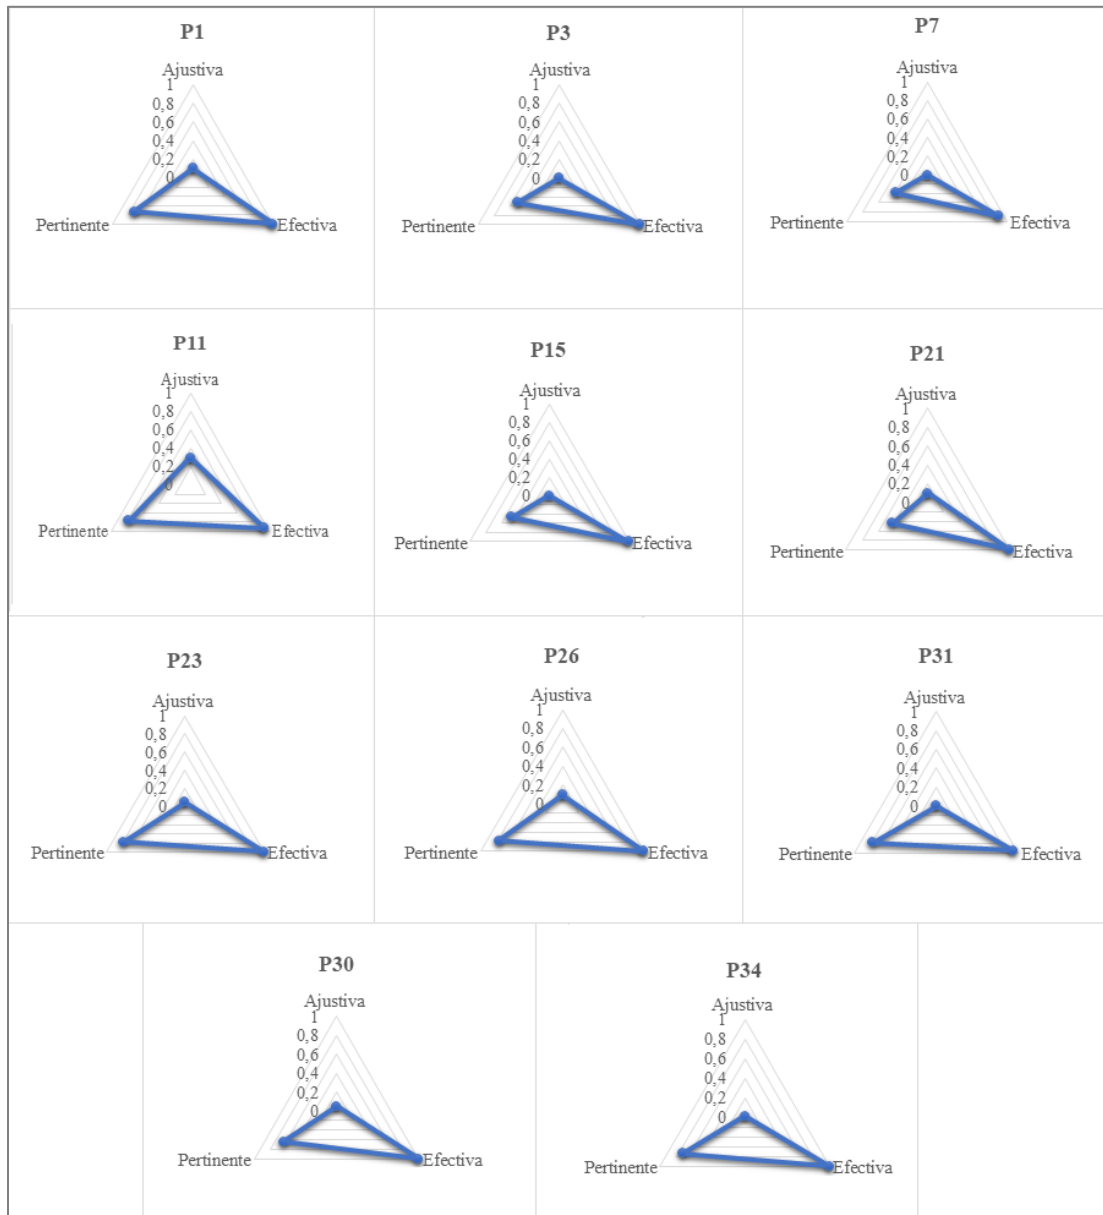 P1
Ajustiva
1
0,8
0,6
0,4
0,2
0
Pertinente
Efectiva
P3
Ajustiva
1
0,8
0,6
0,4
0,2
0
Pertinente
Efectiva
P7
Ajustiva
1
0,8
0,6
0,4
0,2
0
Pertinente
Efectiva
P11
Ajustiva
1
0,8
0,6
0,4
0,2
0
Pertinente
Efectiva
P15
Ajustiva
1
0,8
0,6
0,4
0,2
0
Pertinente
Efectiva
P21
Ajustiva
1
0,8
0,6
0,4
0,2
0
Pertinente
Efectiva
P23
Ajustiva
1
0,8
0,6
0,4
0,2
0
Pertinente
Efectiva
P26
Ajustiva
1
0,8
0,6
0,4
0,2
0
Pertinente
Efectiva
P31
Ajustiva
1
0,8
0,6
0,4
0,2
0
Pertinente
Efectiva
P30
Ajustiva
1
0,8
0,6
0,4
0,2
0
Pertinente
Efectiva
P34
Ajustiva
1
0,8
0,6
0,4
0,2
0
Pertinente
Efectiva